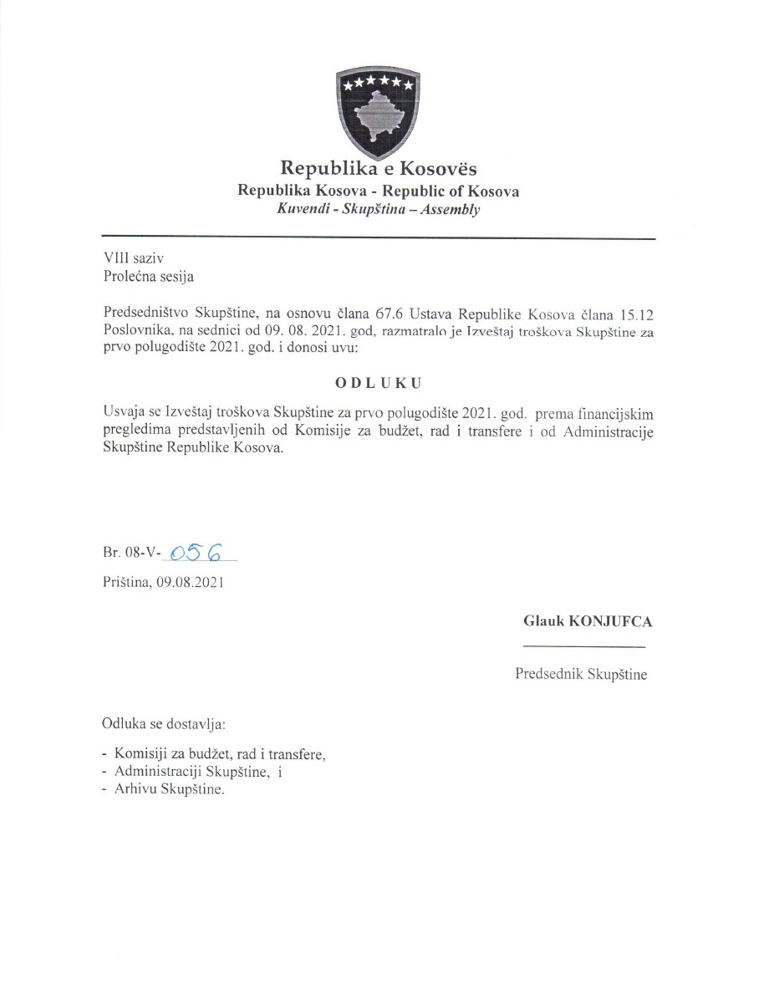 Republika e Kosovës
Republika Kosova - Republic of Kosova
Kuvendi - Skupština – Assembly
VIII saziv
Prolećna sesija
Predsedništvo Skupštine, na osnovu člana 67.6 Ustava Republike Kosova člana 15.12
Poslovnika, na sednici od 09. 08. 2021. god, razmatralo je Izveštaj troškova Skupštine za
prvo polugodište 2021. god. i donosi uvu:
O D L U K U
Usvaja se Izveštaj troškova Skupštine za prvo polugodište 2021. god. prema financijskim
pregledima predstavljenih od Komisije za budžet, rad i transfere i od Administracije
Skupštine Republike Kosova.
Br. 08-V- 056
Priština, 09.08.2021
Glauk KONJUFCA
Predsednik Skupštine
Odluka se dostavlja:
- Komisiji za budžet, rad i transfere,
- Administraciji Skupštine, i
- Arhivu Skupštine.